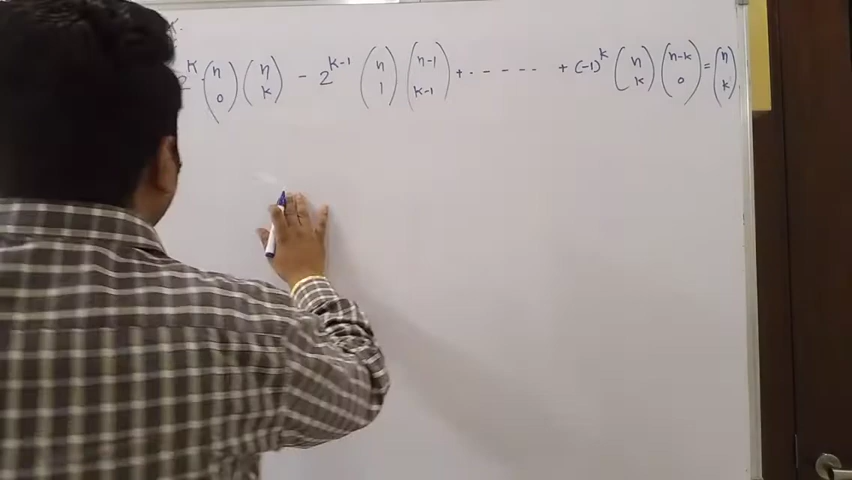 K.
2^K (n 0) (n k) - 2^{K-1} (n 1) (n-1 k-1) + ------ + (-1)^k (n k) (n-k 0) = (n k)